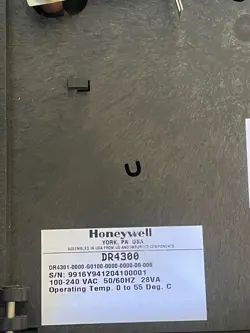 Honeywell
YORK, PA USA
ASSEMBLED IN USA FROM US AND IMPORTED COMPONENTS
DR4300
DR4301-0000-G0100-0000-0000-00-000
S/N: 9916Y941204100001
100-240 VAC 50/60HZ 28VA
Operating Temp. 0 to 55 Deg. C